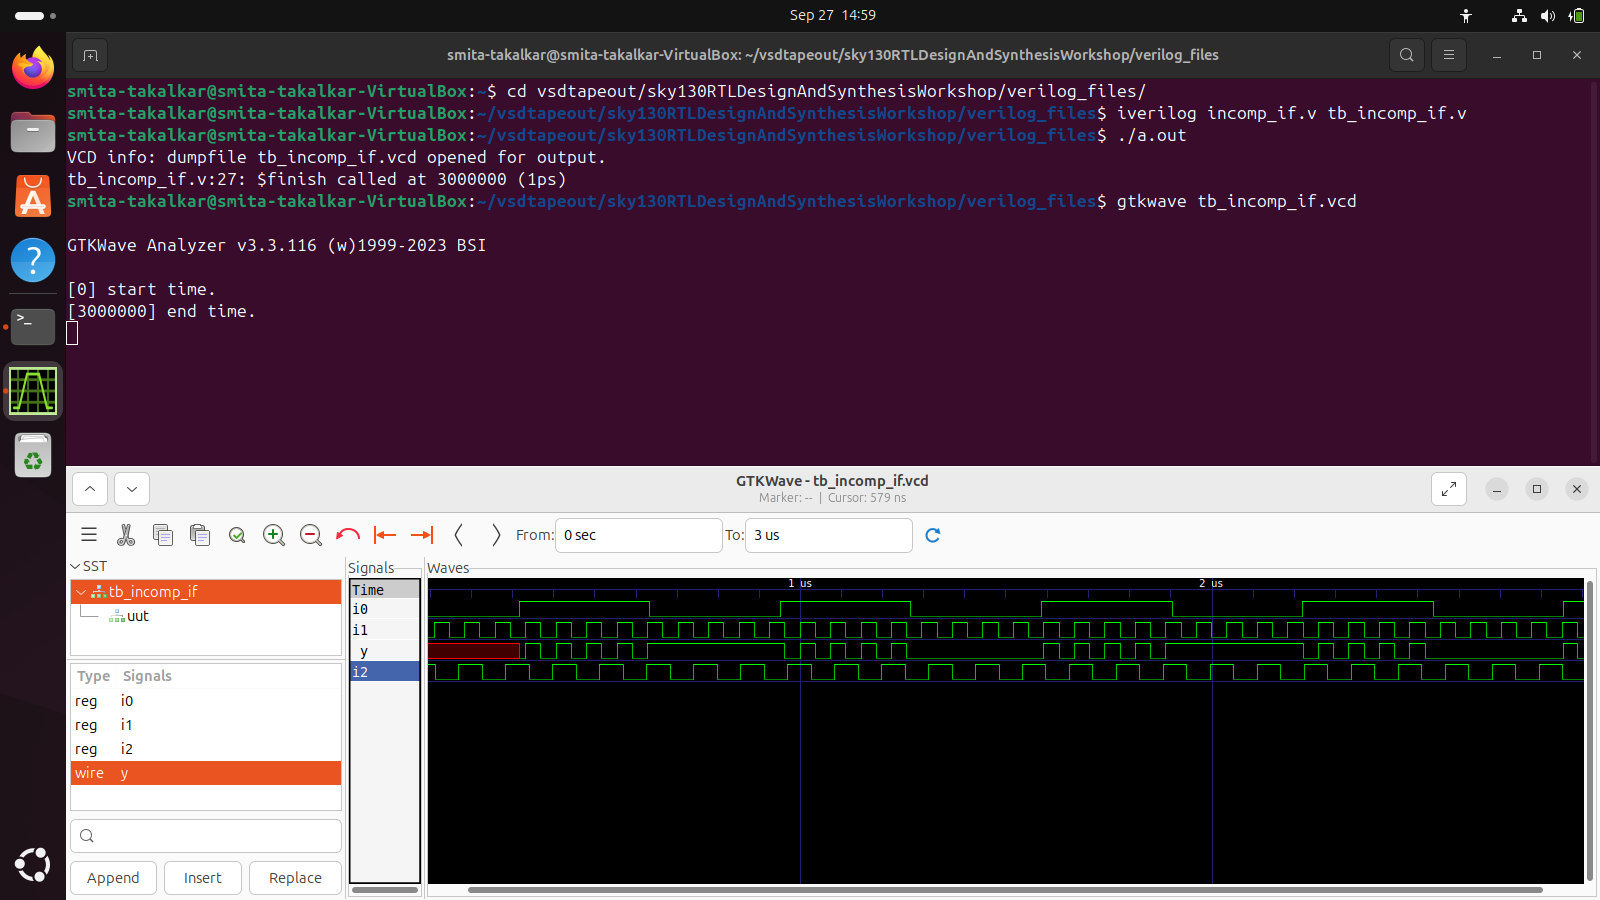 Sep 27 14:59
smita-takalkar@smita-takalkar-VirtualBox: ~/vsdtapeout/sky130RTLDesignAndSynthesisWorkshop/verilog_files
smita-takalkar@smita-takalkar-VirtualBox:~$ cd vsdtapeout/sky130RTLDesignAndSynthesisWorkshop/verilog_files/
smita-takalkar@smita-takalkar-VirtualBox:~/vsdtapeout/sky130RTLDesignAndSynthesisWorkshop/verilog_files$ iverilog incomp_if.v tb_incomp_if.v
smita-takalkar@smita-takalkar-VirtualBox:~/vsdtapeout/sky130RTLDesignAndSynthesisWorkshop/verilog_files$ ./a.out
VCD info: dumpfile tb_incomp_if.vcd opened for output.
tb_incomp_if.v:27: $finish called at 3000000 (1ps)
smita-takalkar@smita-takalkar-VirtualBox:~/vsdtapeout/sky130RTLDesignAndSynthesisWorkshop/verilog_files$ gtkwave tb_incomp_if.vcd
GTKWave Analyzer v3.3.116 (w)1999-2023 BSI
[0] start time.
[3000000] end time.
GTKWave - tb_incomp_if.vcd
Marker: -- | Cursor: 579 ns
From: 0 sec To: 3 us
SST
tb_incomp_if
uut
Type Signals
reg i0
reg i1
reg i2
wire y
Append Insert Replace
Signals
Time
i0
i1
y
i2
Waves
1 us 2 us